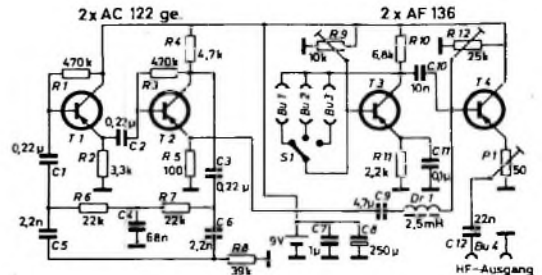 2x AC 122 ge.
2x AF 136
R4
4,7k
R9
10k
R10
6,8k
R12
25k
470k
R1
470k
R3
C10
10n
Bu 1
Bu 2
Bu 3
T1
0,22µ
C2
T2
T3
T4
0,22µ
C1
R2
3,3k
R5
100
C3
0,22µ
S1
R11
2,2k
C11
0,1µ
P1
50
R6
22k
R7
22k
C4
68n
4,7µ
C9
Dr 1
2,5mH
2,2n
C5
2,2n
C6
R8
39k
9V
C7
1µ
C8
250µ
22n
C12
Bu 4
HF-Ausgang